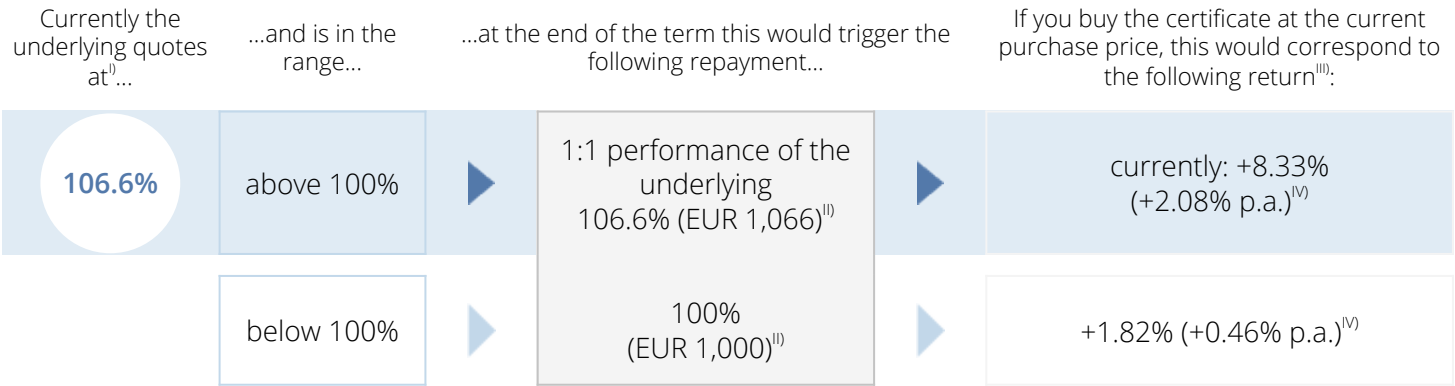 Currently the
underlying quotes
at^I)...
...and is in the
range...
...at the end of the term this would trigger the
following repayment...
If you buy the certificate at the current
purchase price, this would correspond to
the following return^III):
106.6%
above 100%
1:1 performance of the
underlying
106.6% (EUR 1,066)^II)
currently: +8.33%
(+2.08% p.a.)^IV)
below 100%
100%
(EUR 1,000)^II)
+1.82% (+0.46% p.a.)^IV)